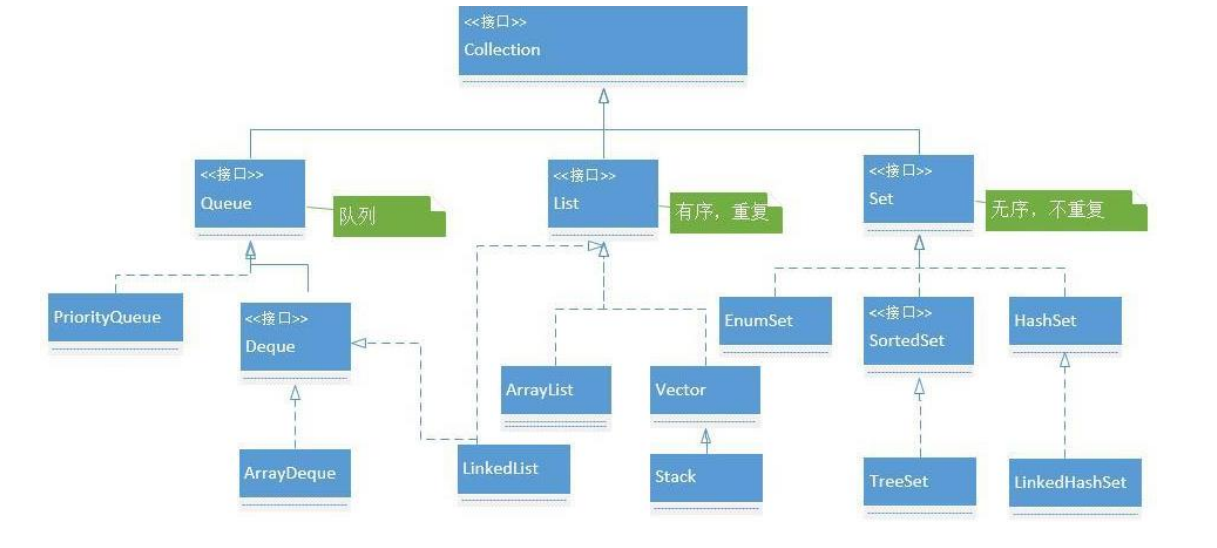 <<接口>>
Collection
<<接口>>
Queue
队列
<<接口>>
List
有序，重复
<<接口>>
Set
无序，不重复
PriorityQueue
<<接口>>
Deque
EnumSet
<<接口>>
SortedSet
HashSet
ArrayList
Vector
ArrayDeque
LinkedList
Stack
TreeSet
LinkedHashSet